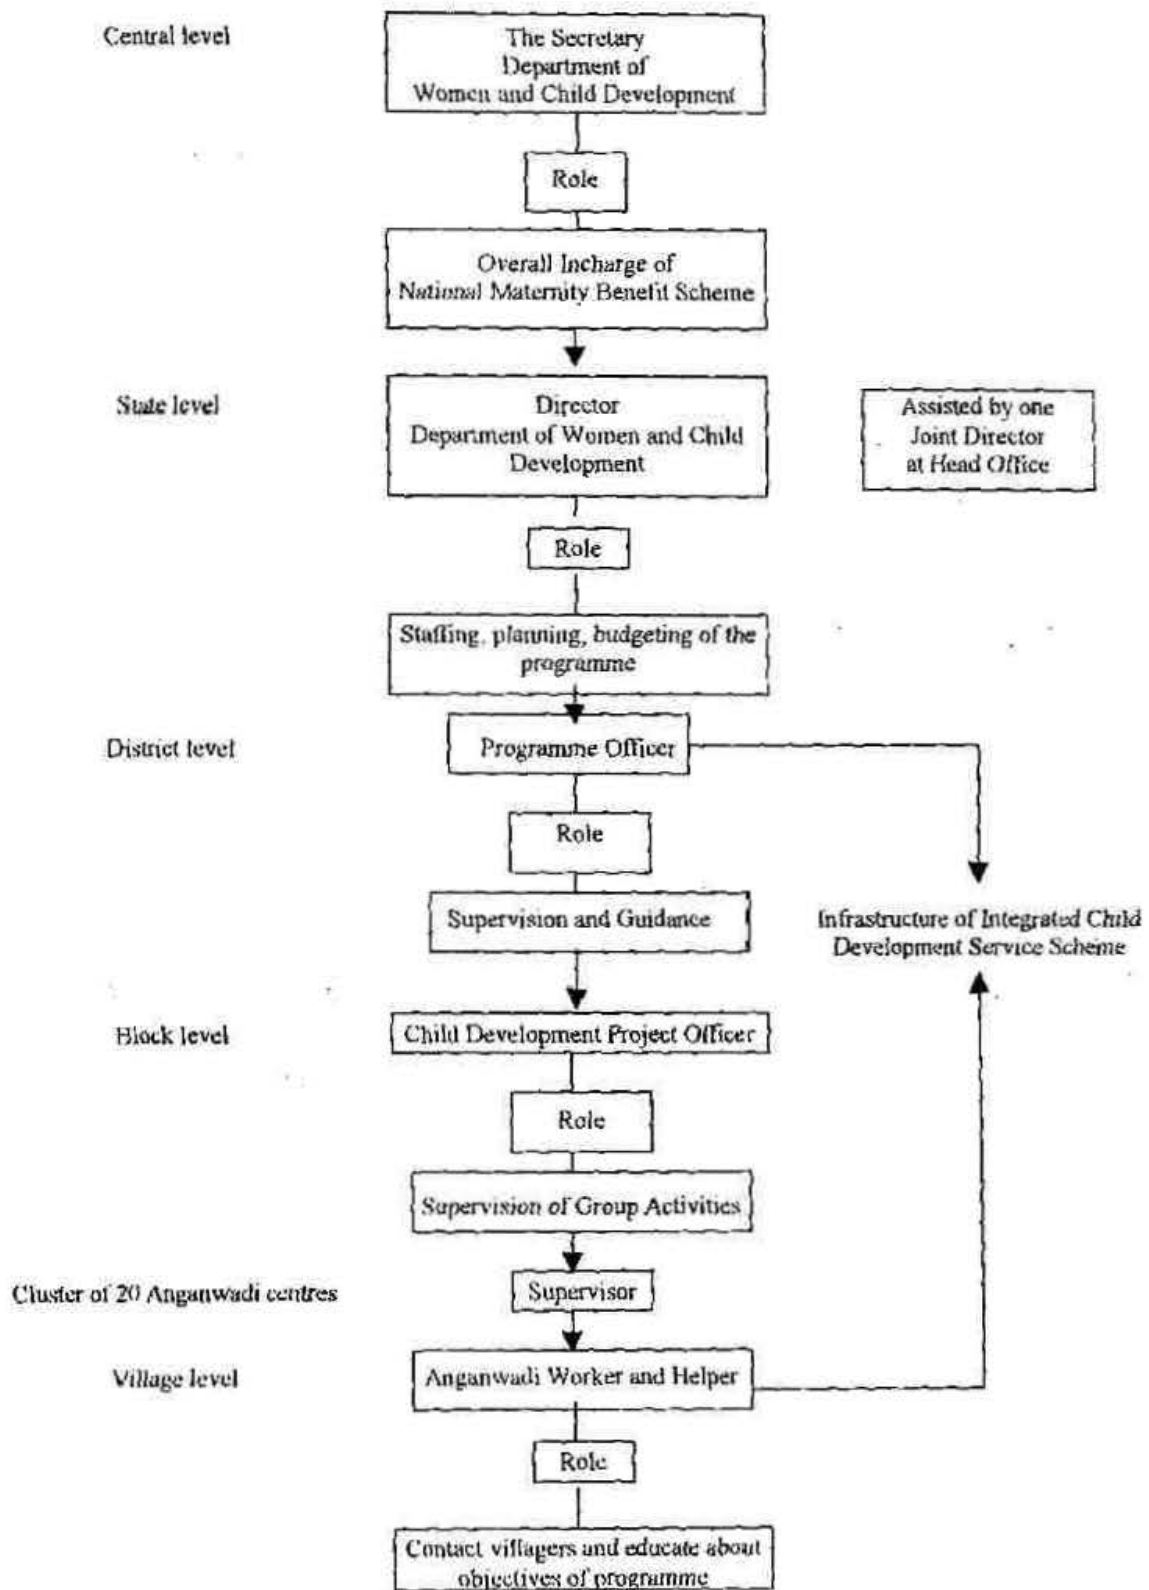 Central level
The Secretary
Department of
Women and Child Development
Role
Overall Incharge of
National Maternity Benefit Scheme
State level
Director
Department of Women and Child
Development
Assisted by one
Joint Director
at Head Office
Role
Staffing, planning, budgeting of the
programme
District level
Programme Officer
Role
Supervision and Guidance
Infrastructure of Integrated Child
Development Service Scheme
Block level
Child Development Project Officer
Role
Supervision of Group Activities
Cluster of 20 Anganwadi centres
Supervisor
Village level
Anganwadi Worker and Helper
Role
Contact villagers and educate about
objectives of programme